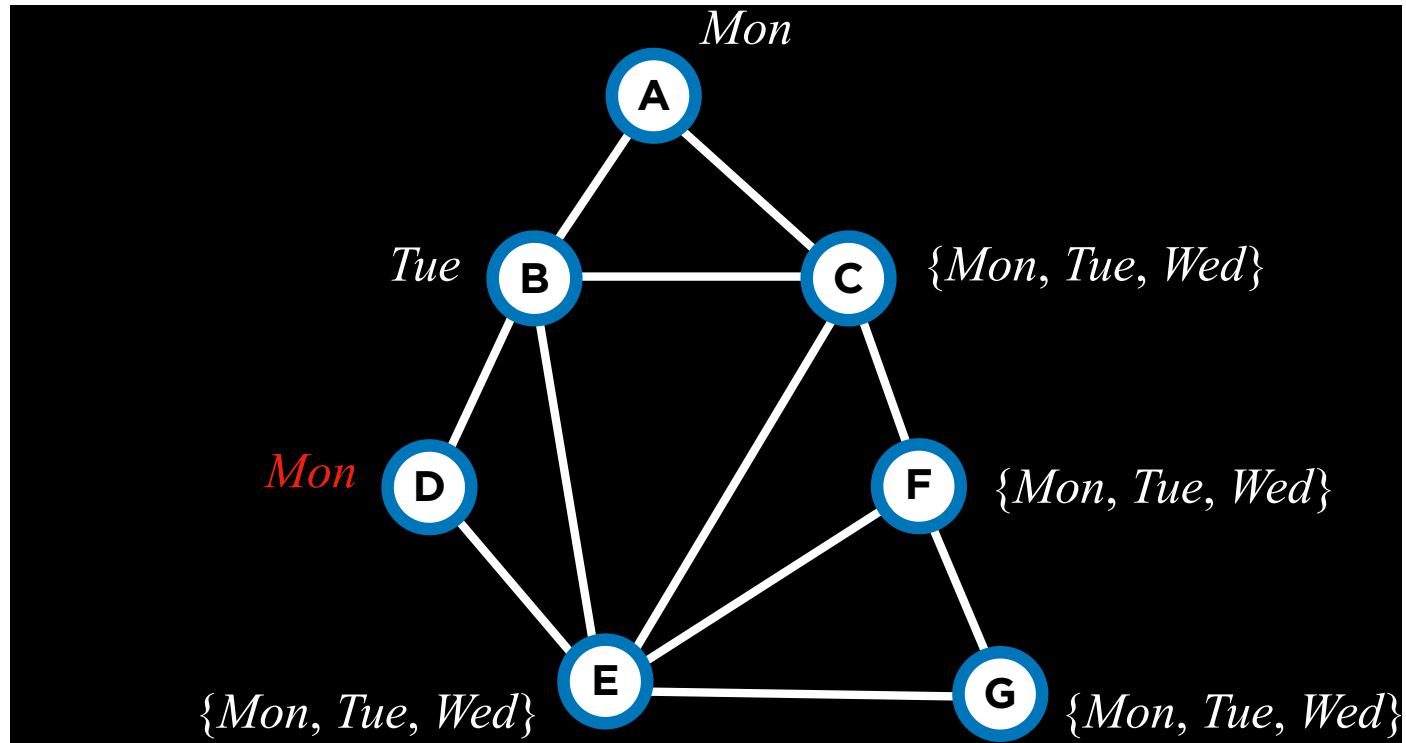 Mon
A
Tue
B
C
{Mon, Tue, Wed}
Mon
D
F
{Mon, Tue, Wed}
E
G
{Mon, Tue, Wed}
{Mon, Tue, Wed}